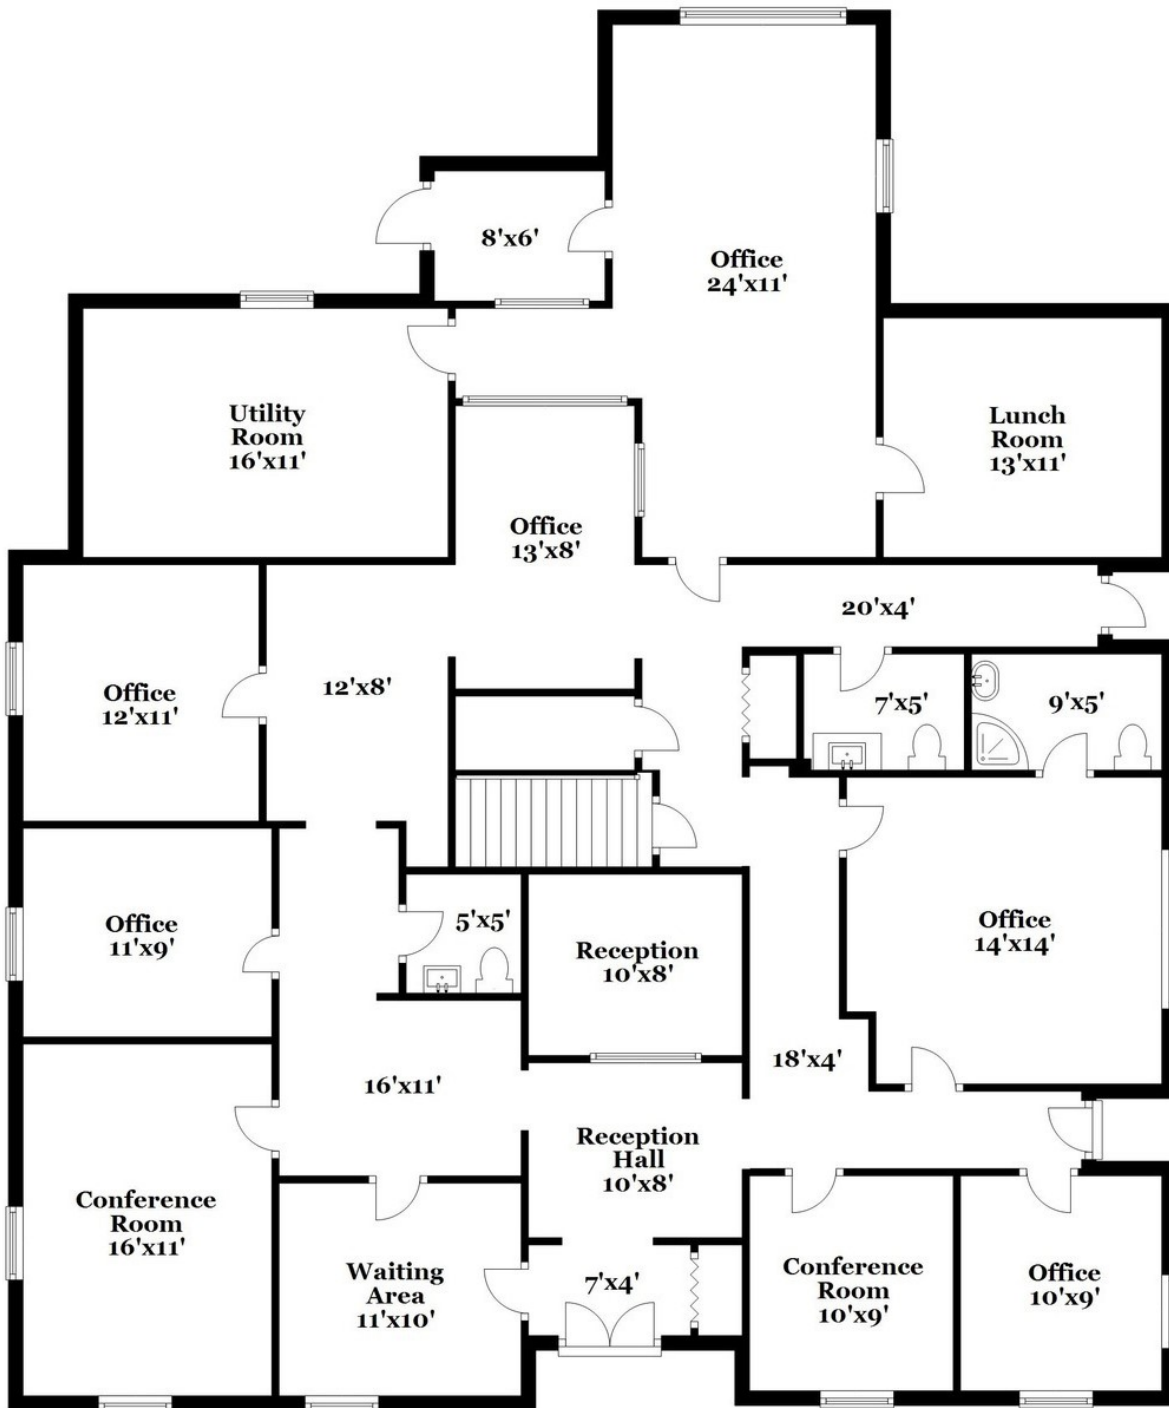 8'x6'
Office
24'x11'
Utility
Room
16'x11'
Lunch
Room
13'x11'
Office
13'x8'
20'x4'
Office
12'x11'
12'x8'
7'x5'
9'x5'
Office
11'x9'
5'x5'
Reception
10'x8'
Office
14'x14'
18'x4'
16'x11'
Reception
Hall
10'x8'
Conference
Room
16'x11'
Waiting
Area
11'x10'
7'x4'
Conference
Room
10'x9'
Office
10'x9'